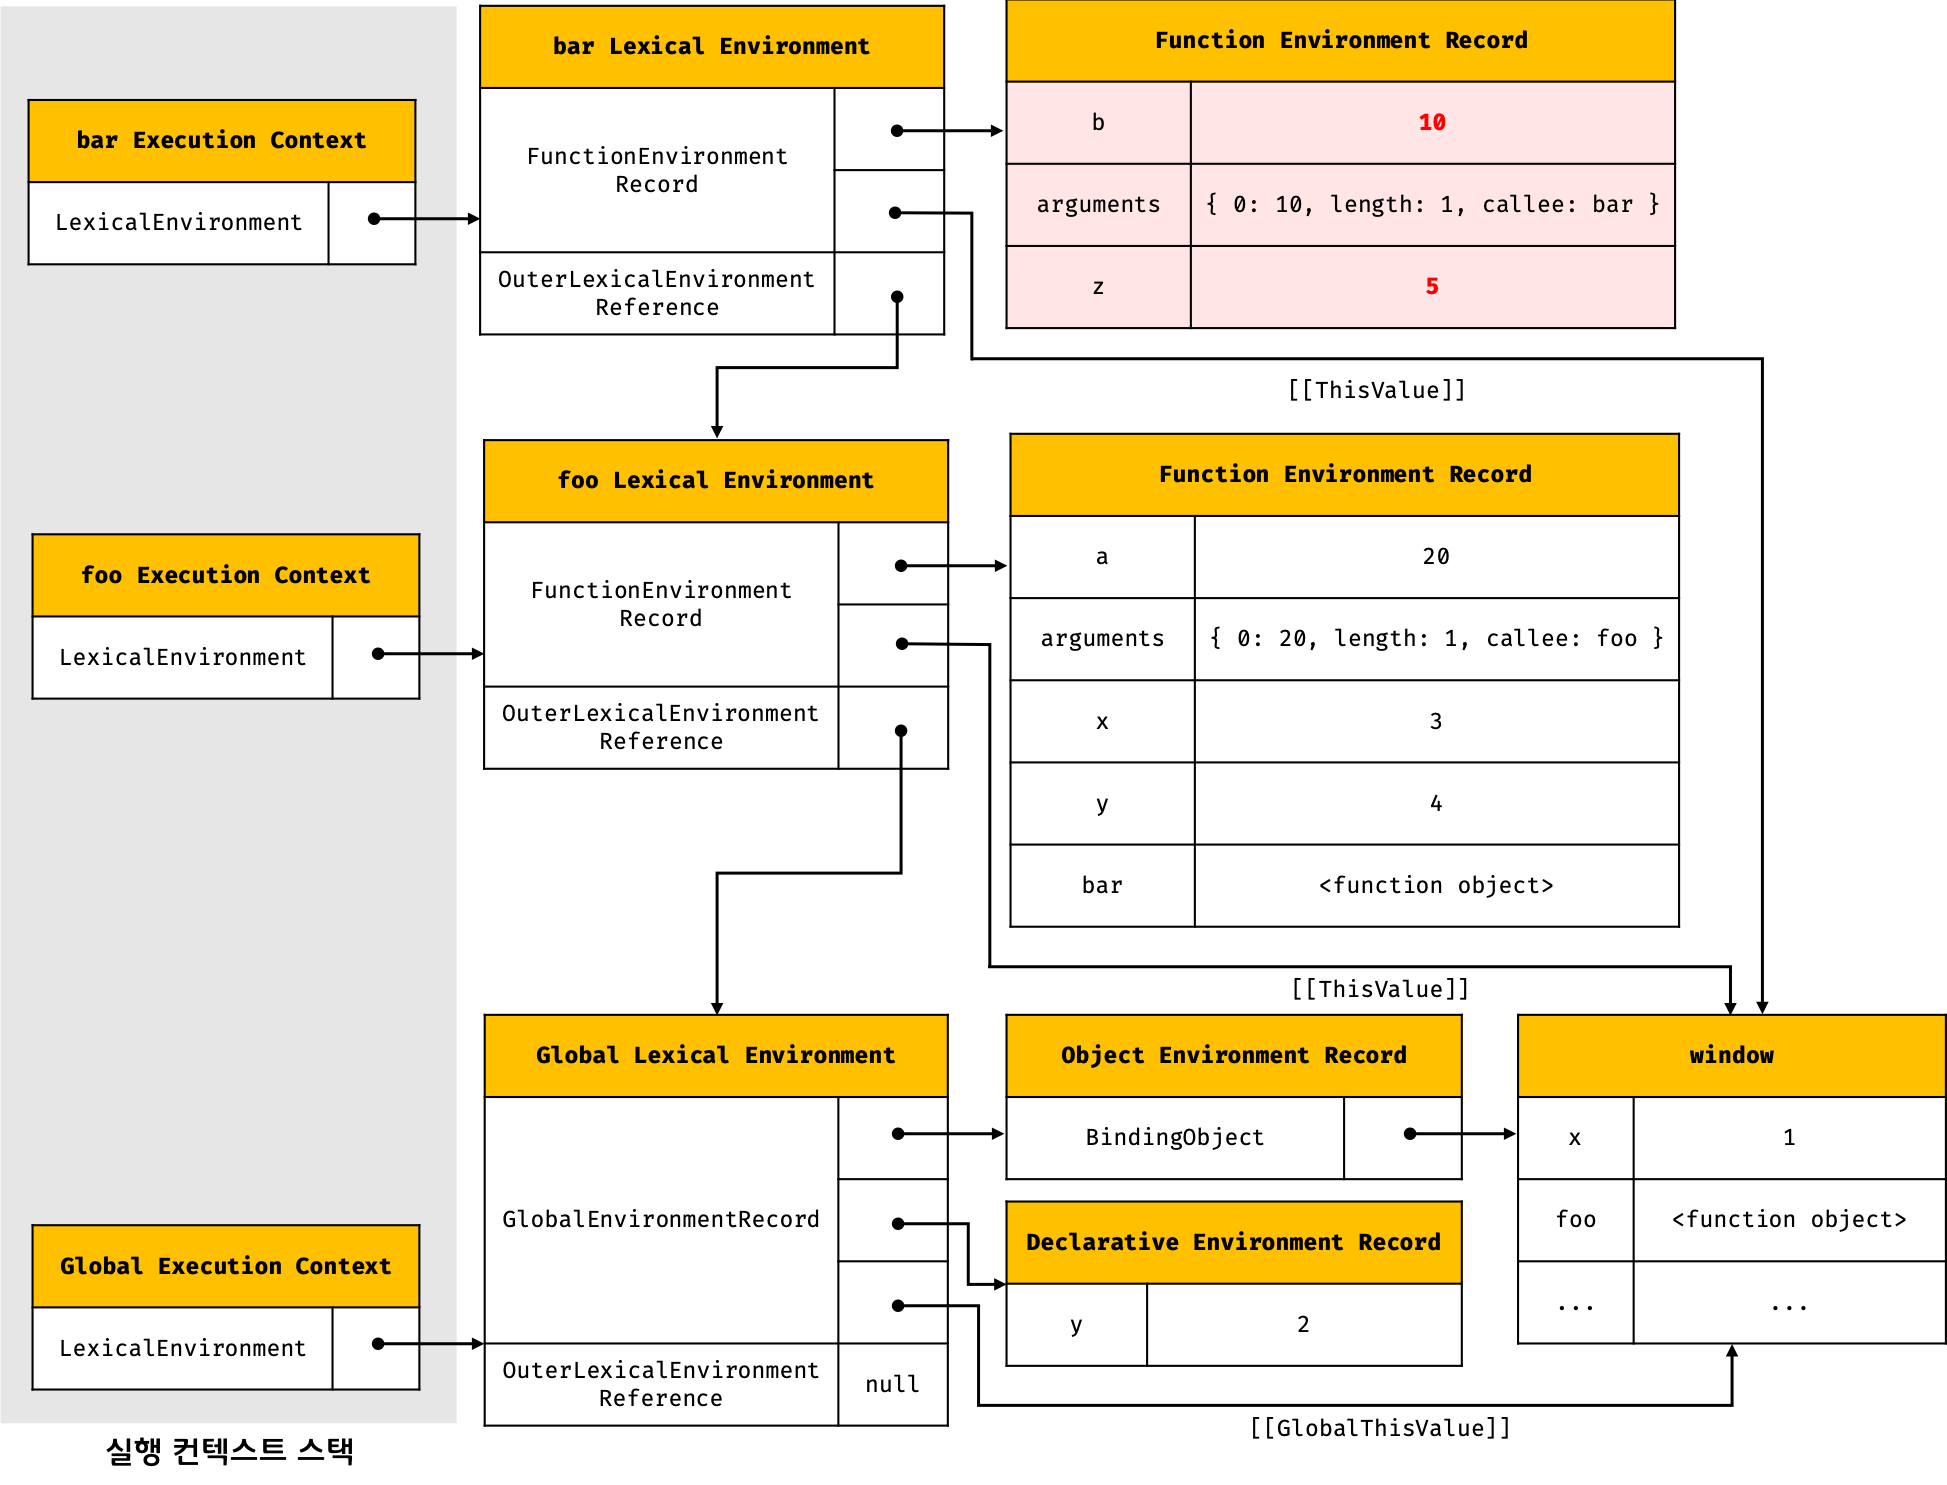 bar Execution Context
LexicalEnvironment
bar Lexical Environment
FunctionEnvironment
Record
OuterLexicalEnvironment
Reference
Function Environment Record
b 10
arguments { 0: 10, length: 1, callee: bar }
z 5
[[ThisValue]]
foo Execution Context
LexicalEnvironment
foo Lexical Environment
FunctionEnvironment
Record
OuterLexicalEnvironment
Reference
Function Environment Record
a 20
arguments { 0: 20, length: 1, callee: foo }
x 3
y 4
bar <function object>
[[ThisValue]]
Global Execution Context
LexicalEnvironment
Global Lexical Environment
GlobalEnvironmentRecord
OuterLexicalEnvironment
Reference
null
Object Environment Record
BindingObject
Declarative Environment Record
y 2
window
x 1
foo <function object>
... ...
[[GlobalThisValue]]
실행 컨텍스트 스택